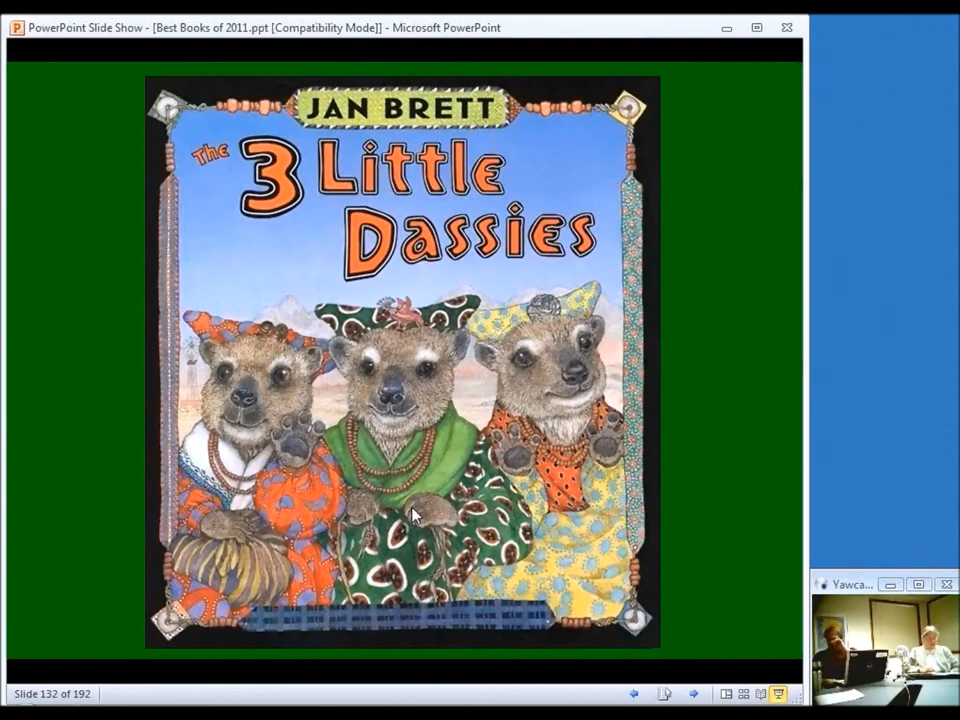 PowerPoint Slide Show - [Best Books of 2011.ppt [Compatibility Mode]] - Microsoft PowerPoint
JAN BRETT
The 3 Little
Dassies
Yawca...
Slide 132 of 192